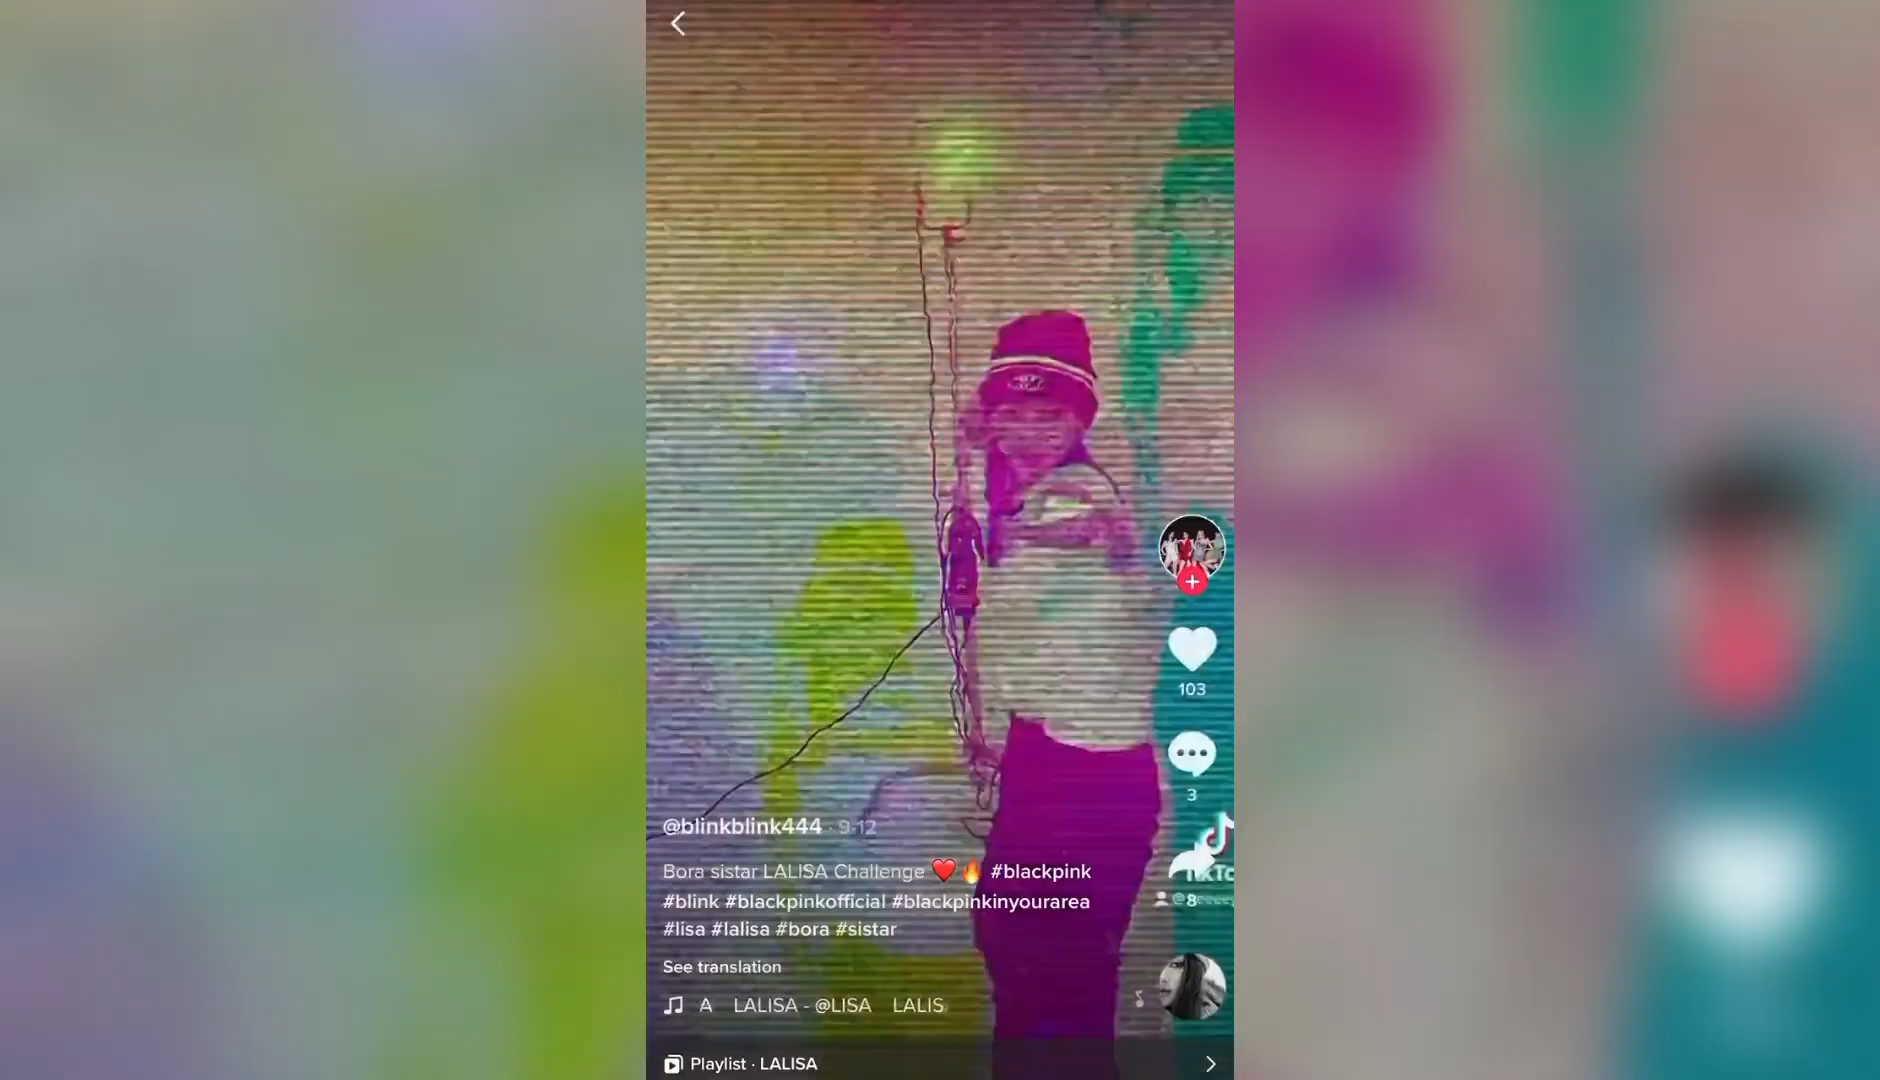 @blinkblink444 · 9-12
Bora sistar LALISA Challenge ❤️🔥 #blackpink
#blink #blackpinkofficial #blackpinkinyourarea
#lisa #lalisa #bora #sistar
See translation
A LALISA - @LISA LALIS
Playlist · LALISA
103
3
8